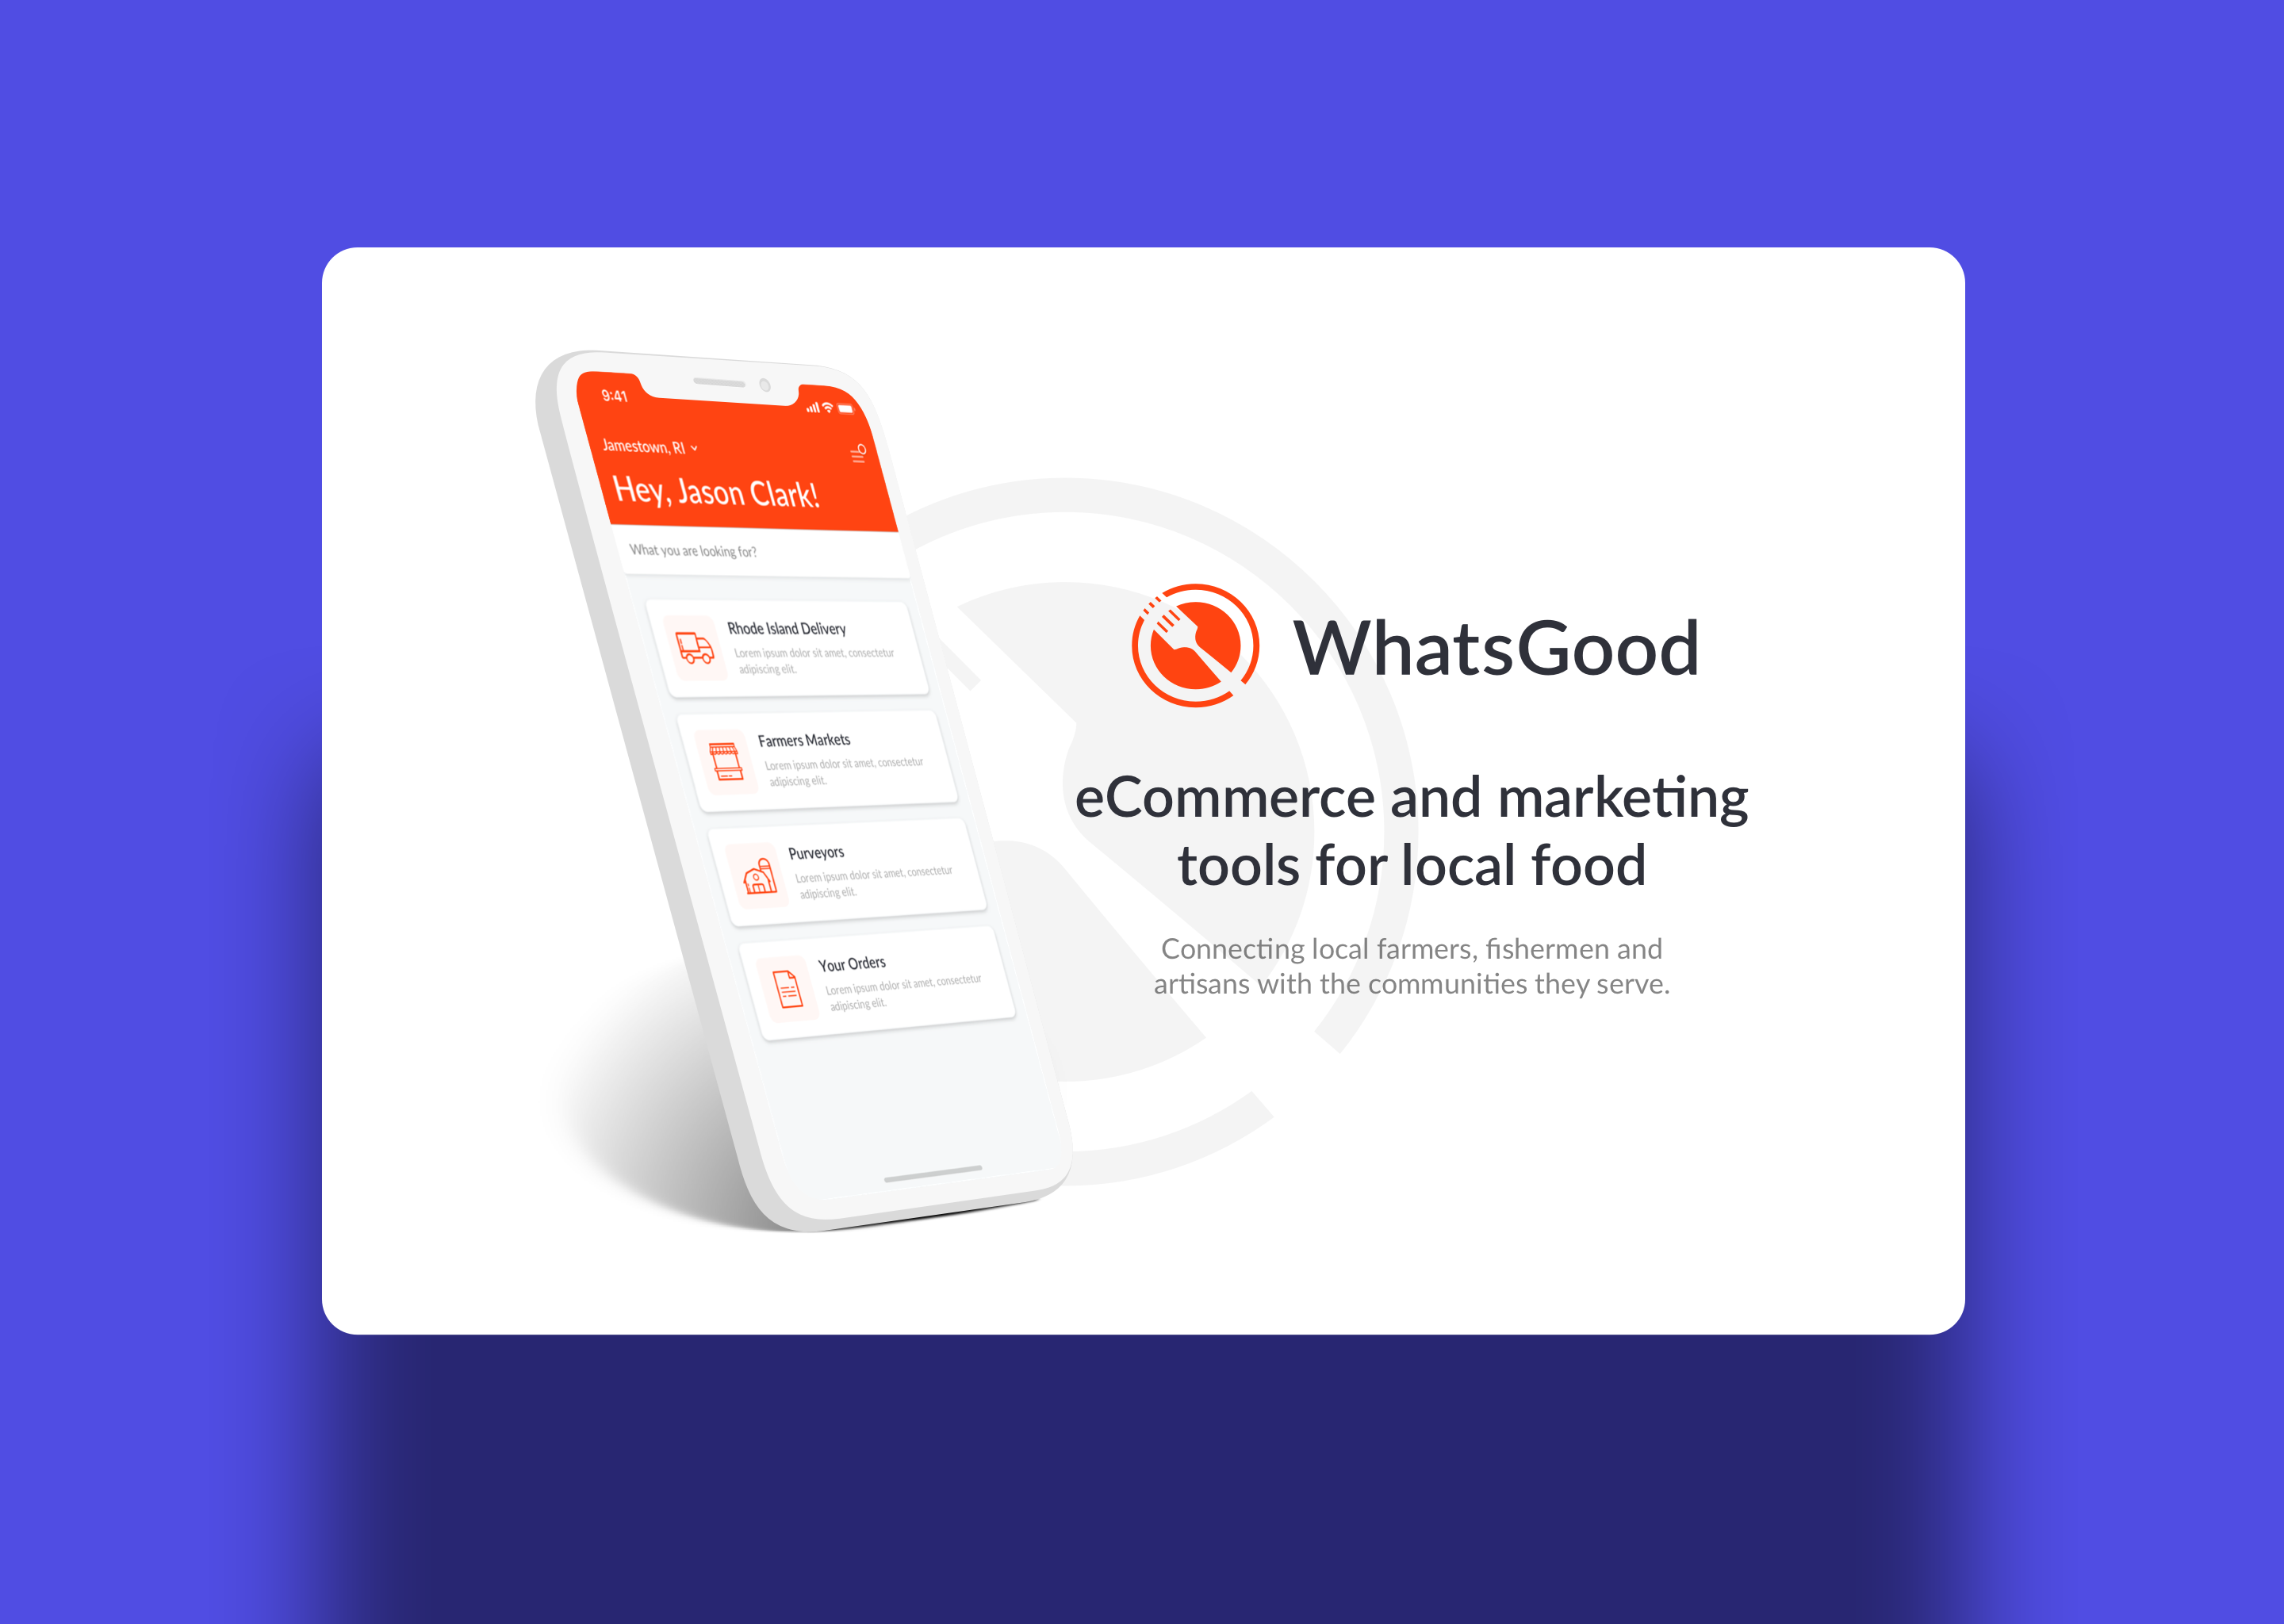 9:41
Jamestown, RI
Hey, Jason Clark!
What you are looking for?
Rhode Island Delivery
Lorem ipsum dolor sit amet, consectetur
adipiscing elit.
Farmers Markets
Lorem ipsum dolor sit amet, consectetur
adipiscing elit.
Purveyors
Lorem ipsum dolor sit amet, consectetur
adipiscing elit.
Your Orders
Lorem ipsum dolor sit amet, consectetur
adipiscing elit.
WhatsGood
eCommerce and marketing
tools for local food
Connecting local farmers, fishermen and
artisans with the communities they serve.